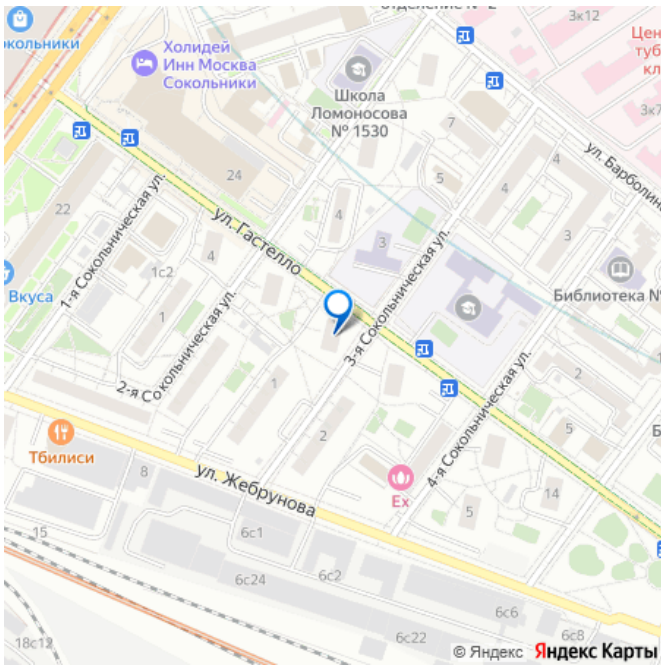 Отделение № 2
3к12
Сокольники
Холидей
Инн Москва
Сокольники
Школа
Ломоносова
№ 1530
Цен
туб
кл
3к7
7
5
4
4
3
ул. Барболин
24
22
1-я Сокольническая ул.
ул. Гастелло
4
3
4
1с2
1
2-я Сокольническая ул.
3-я Сокольническая ул.
Библиотека №
Вкуса
4-я Сокольническая ул.
2
1
2
5
Б
Тбилиси
ул. Жебрунова
8
Ex
14
5
15
6с1
6с24
6с2
6с6
6с8
6с22
18с12
© Яндекс Яндекс Карты